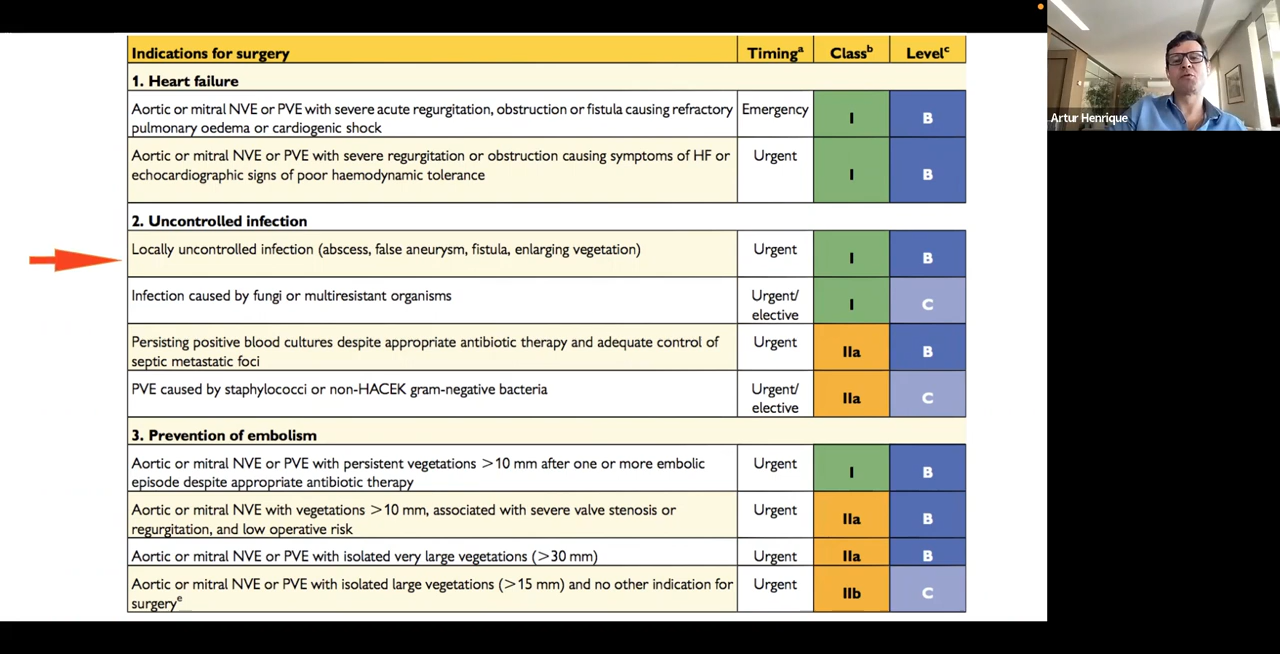 Indications for surgery Timingᵃ Classᵇ Levelᶜ
1. Heart failure
Aortic or mitral NVE or PVE with severe acute regurgitation, obstruction or fistula causing refractory
pulmonary oedema or cardiogenic shock
Emergency I B
Aortic or mitral NVE or PVE with severe regurgitation or obstruction causing symptoms of HF or
echocardiographic signs of poor haemodynamic tolerance
Urgent I B
2. Uncontrolled infection
Locally uncontrolled infection (abscess, false aneurysm, fistula, enlarging vegetation) Urgent I B
Infection caused by fungi or multiresistant organisms Urgent/
elective
I C
Persisting positive blood cultures despite appropriate antibiotic therapy and adequate control of
septic metastatic foci
Urgent IIa B
PVE caused by staphylococci or non-HACEK gram-negative bacteria Urgent/
elective
IIa C
3. Prevention of embolism
Aortic or mitral NVE or PVE with persistent vegetations >10 mm after one or more embolic
episode despite appropriate antibiotic therapy
Urgent I B
Aortic or mitral NVE with vegetations >10 mm, associated with severe valve stenosis or
regurgitation, and low operative risk
Urgent IIa B
Aortic or mitral NVE or PVE with isolated very large vegetations (>30 mm) Urgent IIa B
Aortic or mitral NVE or PVE with isolated large vegetations (>15 mm) and no other indication for
surgeryᵉ
Urgent IIb C
Artur Henrique